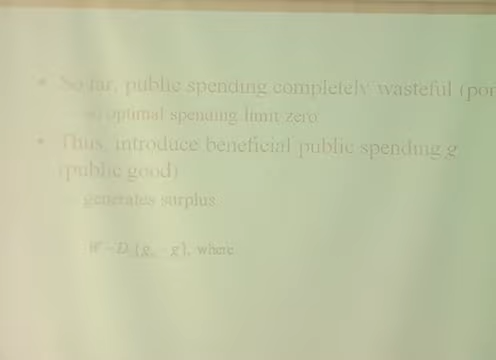 • So far, public spending completely wasteful (por
optimal spending limit zero
• Thus, introduce beneficial public spending g
(public good)
generates surplus
where